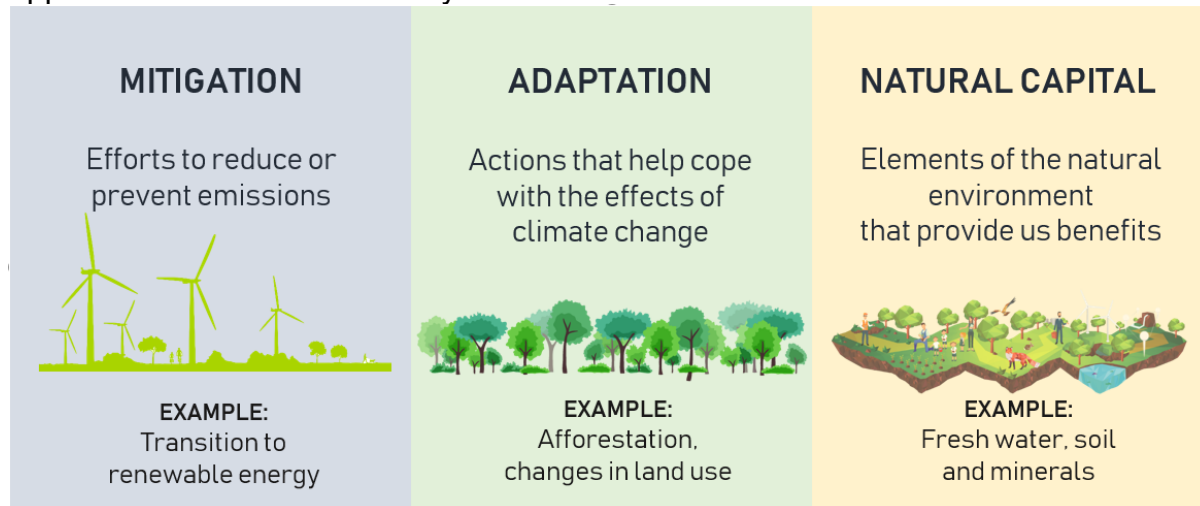 MITIGATION
Efforts to reduce or
prevent emissions
EXAMPLE:
Transition to
renewable energy
ADAPTATION
Actions that help cope
with the effects of
climate change
EXAMPLE:
Afforestation,
changes in land use
NATURAL CAPITAL
Elements of the natural
environment
that provide us benefits
EXAMPLE:
Fresh water, soil
and minerals